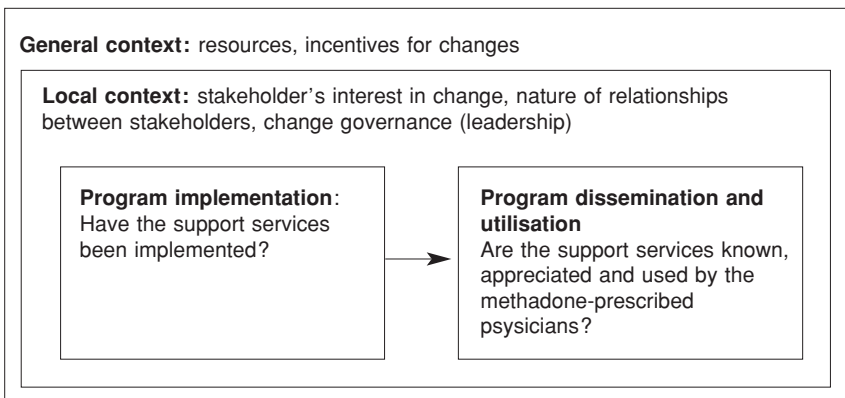 General context: resources, incentives for changes
Local context: stakeholder's interest in change, nature of relationships
between stakeholders, change governance (leadership)
Program implementation:
Have the support services
been implemented?
Program dissemination and
utilisation
Are the support services known,
appreciated and used by the
methadone-prescribed
psysicians?